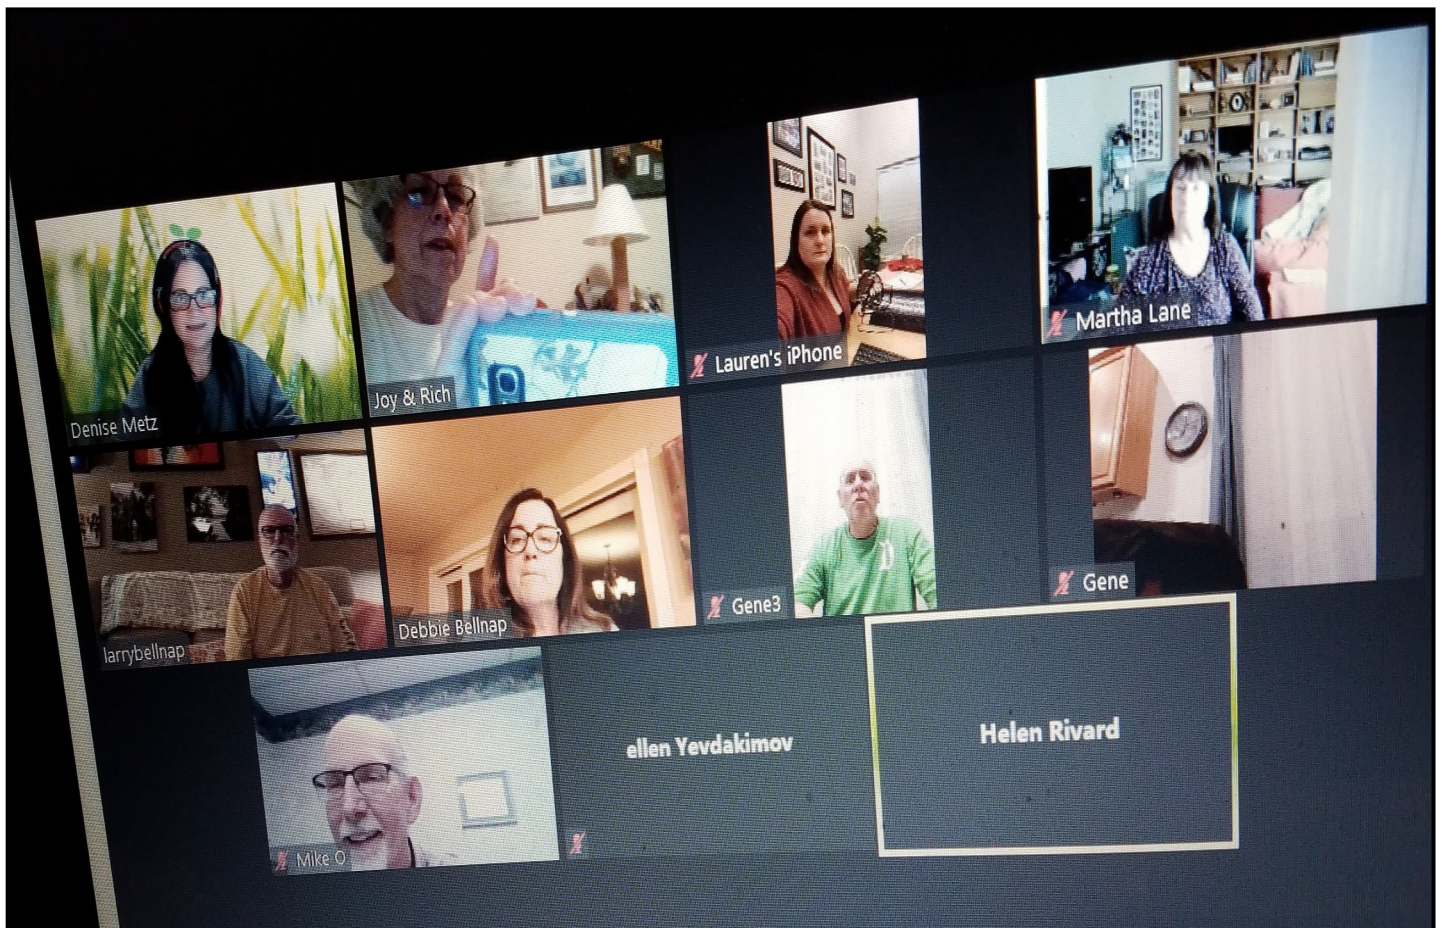 Denise Metz
Joy & Rich
Lauren's iPhone
Martha Lane
larrybellnap
Debbie Bellnap
Gene3
Gene
Mike O
ellen Yevdakimov
Helen Rivard